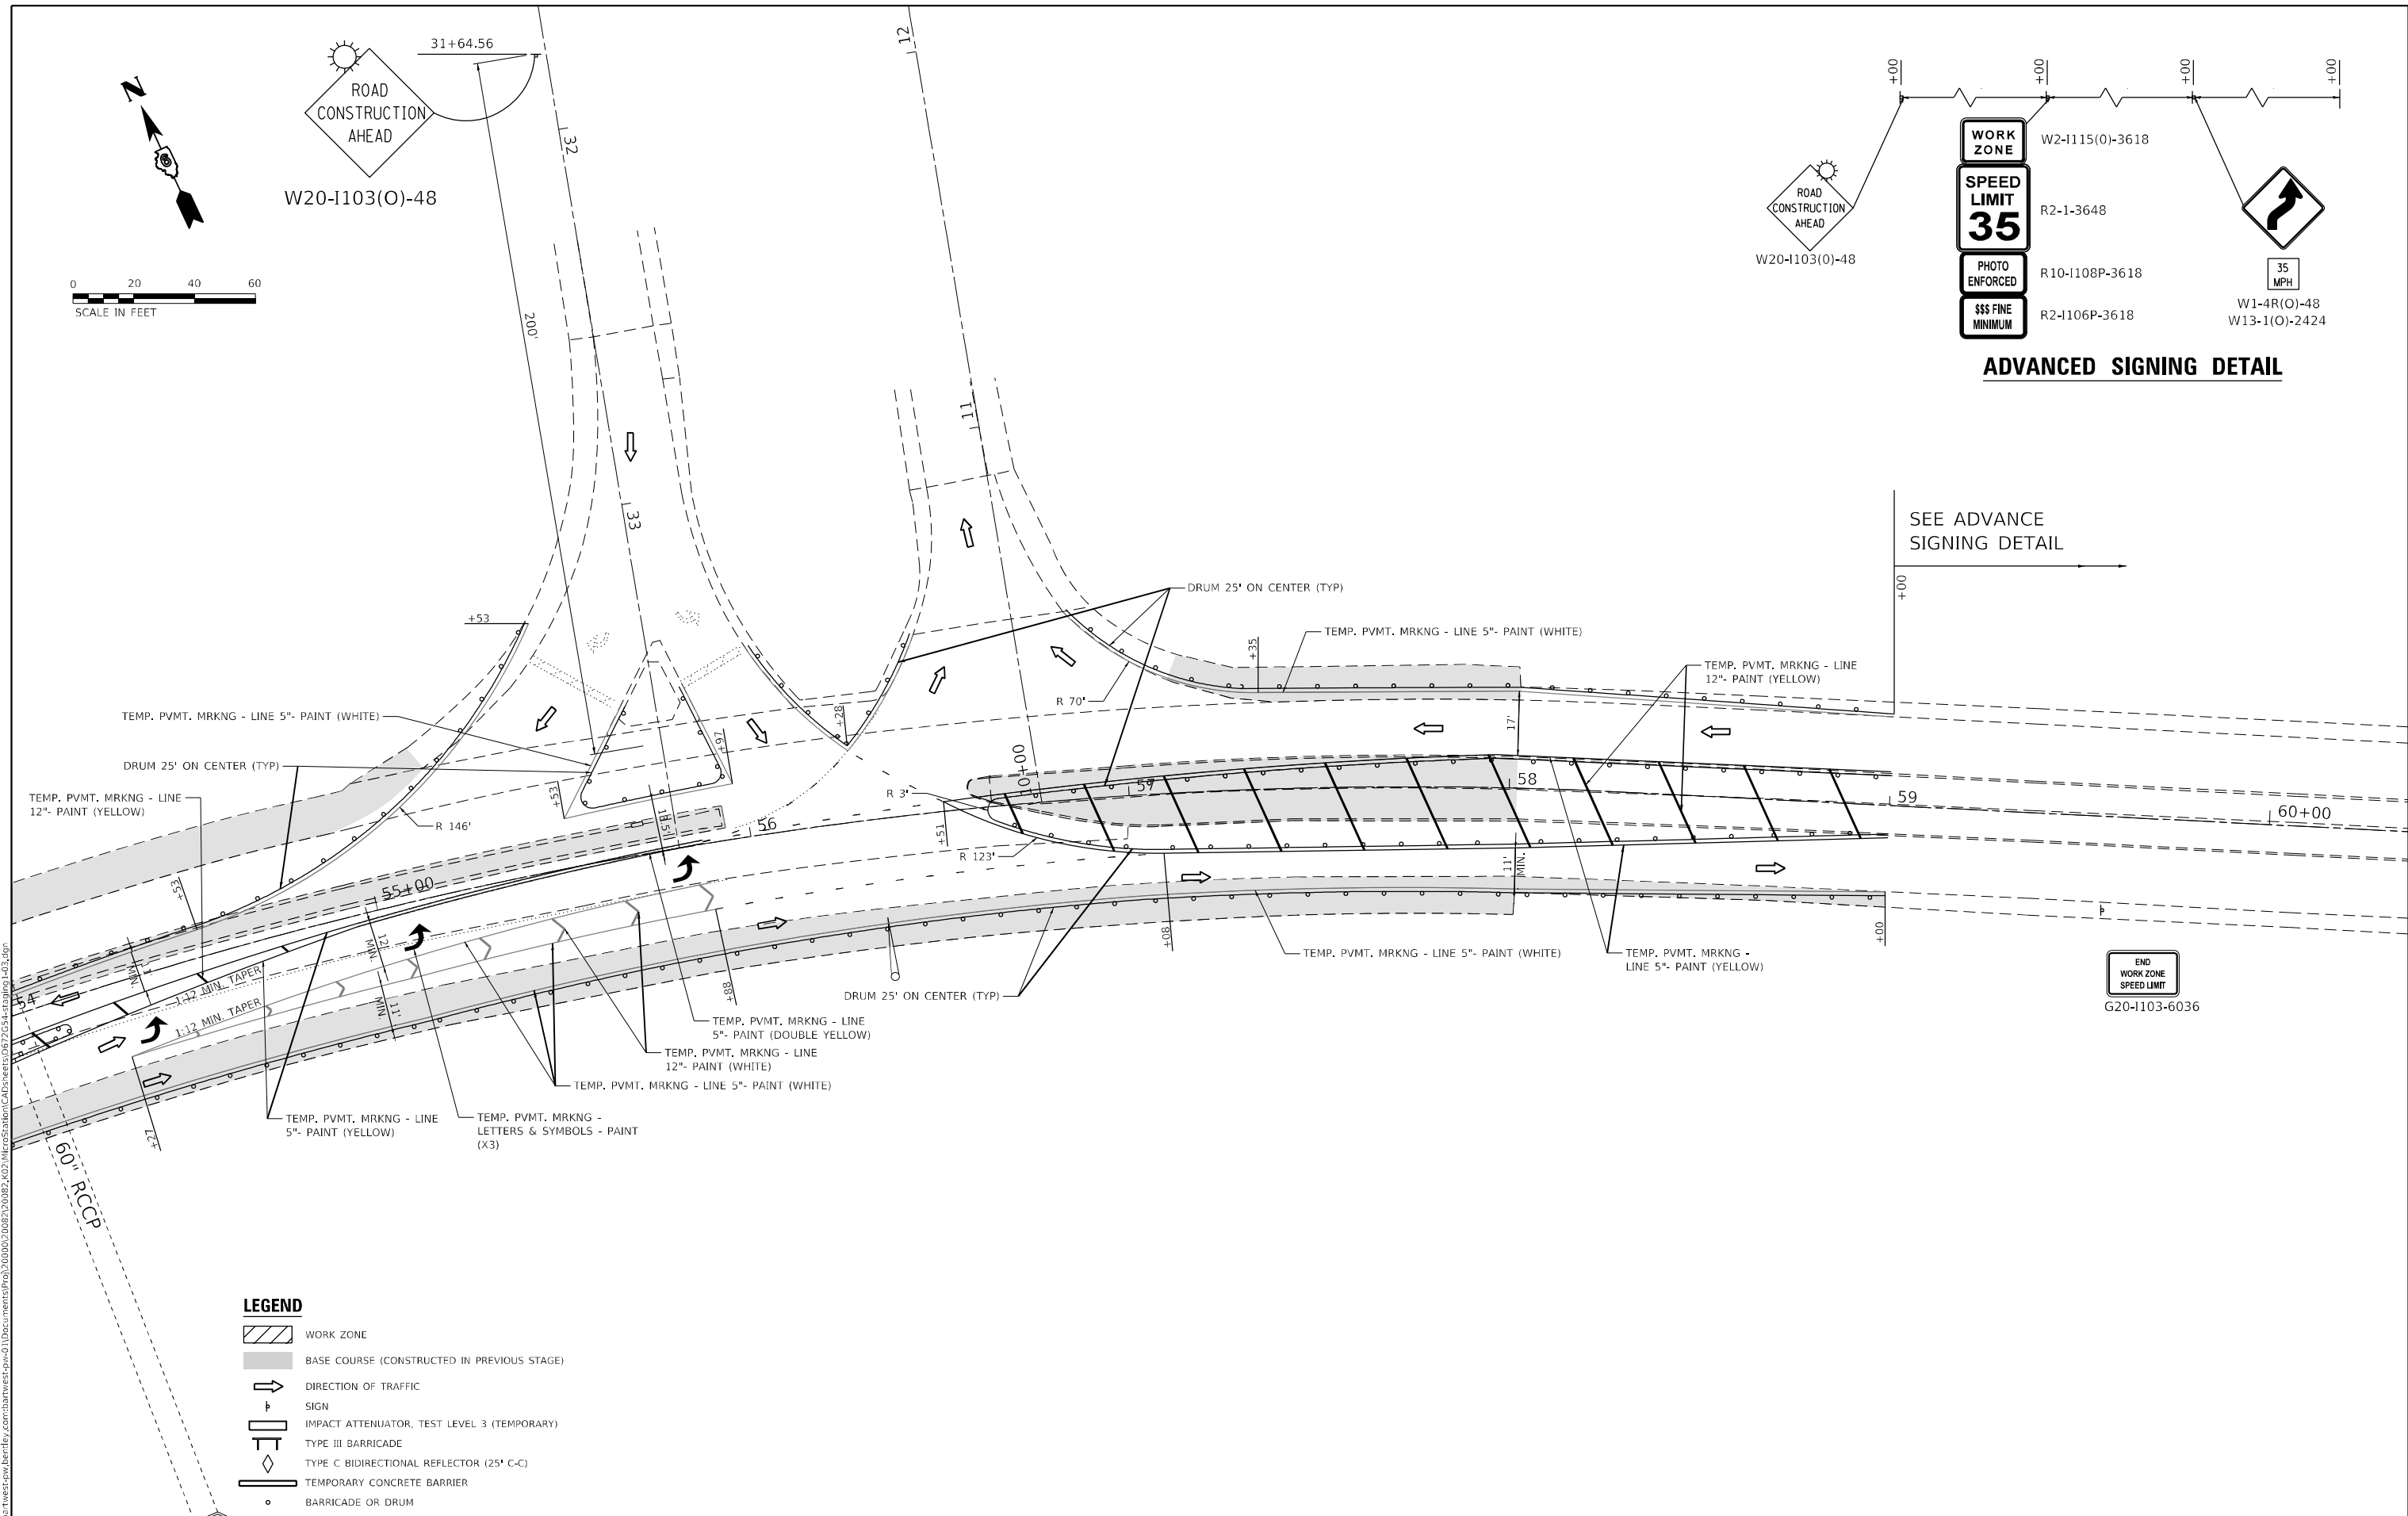 31+64.56
ROAD
CONSTRUCTION
AHEAD
W20-I103(O)-48
N
0 20 40 60
SCALE IN FEET
200'
32
33
12
11
10+00
+00
+00
+00
+00
WORK
ZONE
W2-I115(0)-3618
SPEED
LIMIT
35
R2-1-3648
PHOTO
ENFORCED
R10-I108P-3618
$$$ FINE
MINIMUM
R2-I106P-3618
ROAD
CONSTRUCTION
AHEAD
W20-I103(0)-48
35
MPH
W1-4R(O)-48
W13-1(O)-2424
ADVANCED SIGNING DETAIL
SEE ADVANCE
SIGNING DETAIL
+00
DRUM 25' ON CENTER (TYP)
TEMP. PVMT. MRKNG - LINE 5"- PAINT (WHITE)
TEMP. PVMT. MRKNG - LINE
12"- PAINT (YELLOW)
+53
+35
R 70'
17'
TEMP. PVMT. MRKNG - LINE 5"- PAINT (WHITE)
+28
+97
DRUM 25' ON CENTER (TYP)
TEMP. PVMT. MRKNG - LINE
12"- PAINT (YELLOW)
R 146'
+53
R 3'
57
58
59
60+00
56
+51
R 123'
11'
MIN.
55+00
+53
12'
MIN.
MIN.
54
1:12 MIN. TAPER
1:12 MIN. TAPER
11'
MIN.
+88
+08
+00
TEMP. PVMT. MRKNG - LINE 5"- PAINT (WHITE)
TEMP. PVMT. MRKNG -
LINE 5"- PAINT (YELLOW)
DRUM 25' ON CENTER (TYP)
END
WORK ZONE
SPEED LIMIT
G20-I103-6036
TEMP. PVMT. MRKNG - LINE
5"- PAINT (DOUBLE YELLOW)
TEMP. PVMT. MRKNG - LINE
12"- PAINT (WHITE)
TEMP. PVMT. MRKNG - LINE 5"- PAINT (WHITE)
TEMP. PVMT. MRKNG - LINE
5"- PAINT (YELLOW)
TEMP. PVMT. MRKNG -
LETTERS & SYMBOLS - PAINT
(X3)
+27
60" RCCP
LEGEND
WORK ZONE
BASE COURSE (CONSTRUCTED IN PREVIOUS STAGE)
DIRECTION OF TRAFFIC
SIGN
IMPACT ATTENUATOR, TEST LEVEL 3 (TEMPORARY)
TYPE III BARRICADE
TYPE C BIDIRECTIONAL REFLECTOR (25' C-C)
TEMPORARY CONCRETE BARRIER
BARRICADE OR DRUM